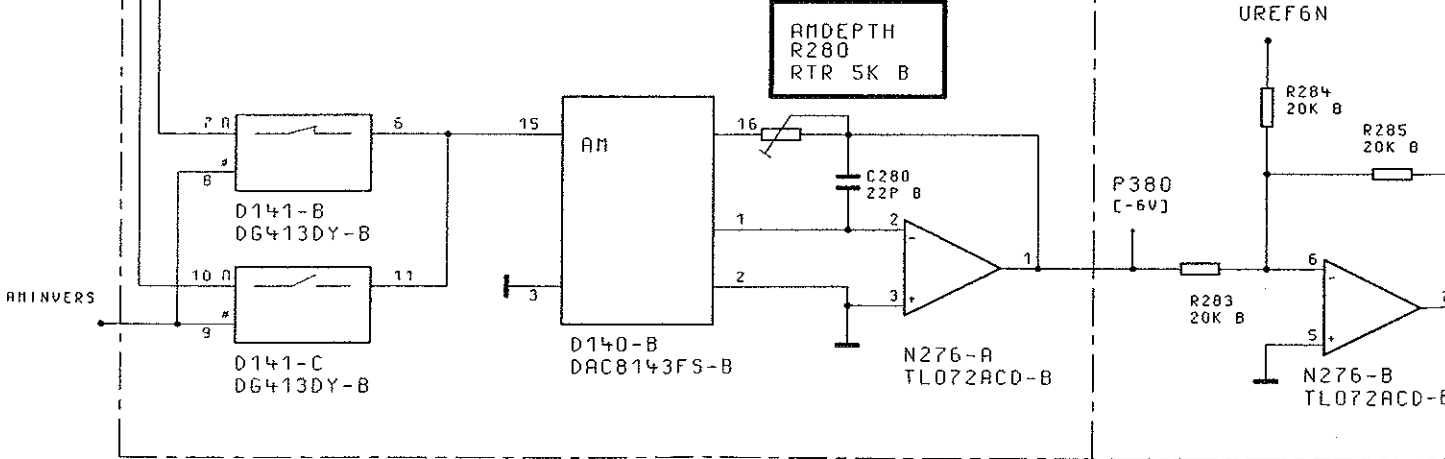 UREF6N
AMDEPTH
R280
RTR 5K B
R284
20K B
R285
20K B
7
6
8
D141-B
DG413DY-B
15
AM
16
C280
22P B
P380
[-6V]
1
2
-
1
10
11
AMINVERS
9
D141-C
DG413DY-B
3
2
3
+
D140-B
DAC8143FS-B
N276-A
TL072ACD-B
R283
20K B
6
-
5
+
N276-B
TL072ACD-B